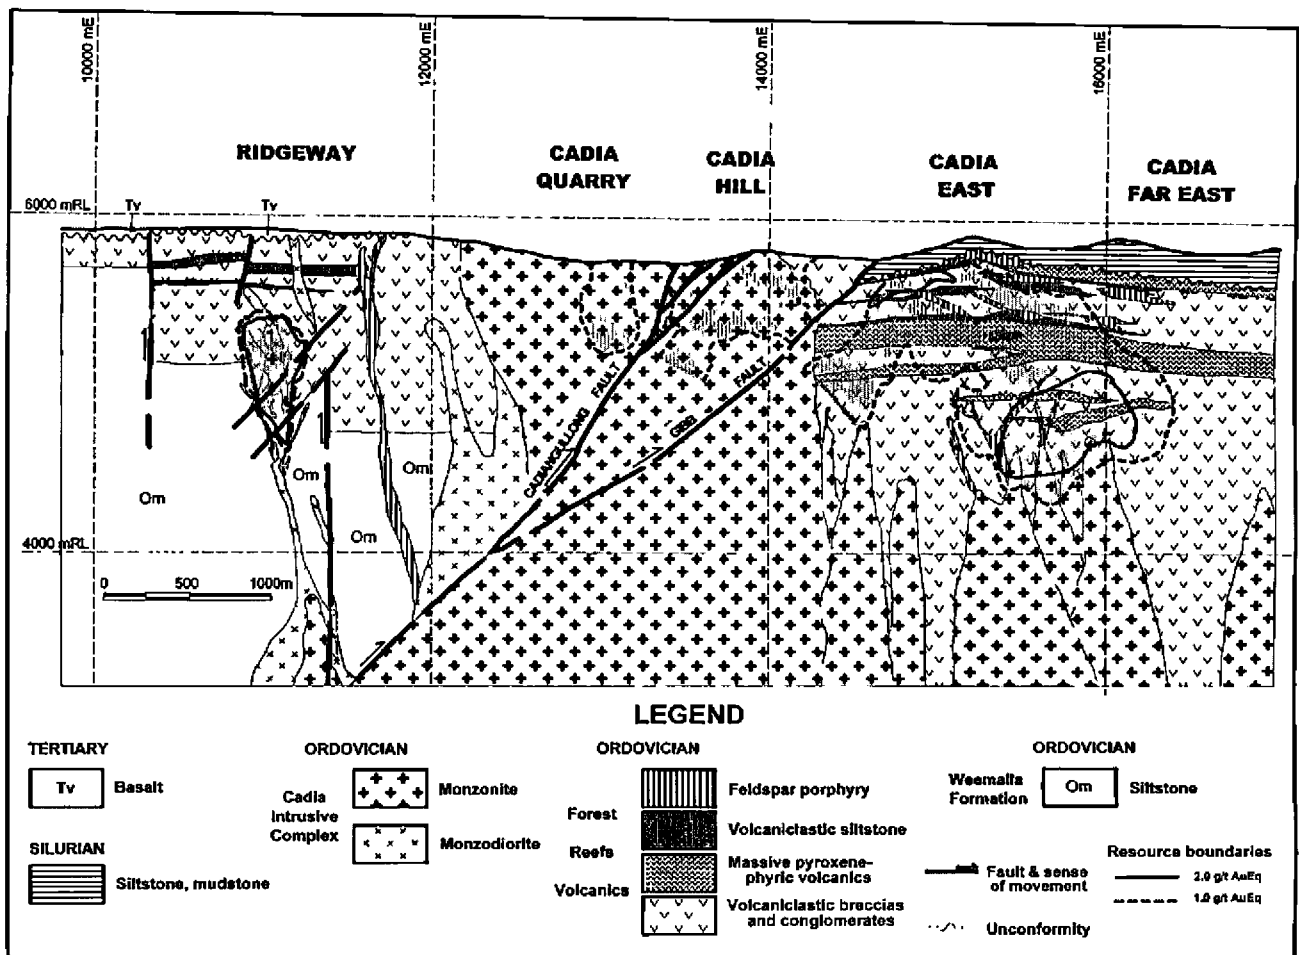 10000 mE
12000 mE
14000 mE
16000 mE
RIDGEWAY
CADIA
QUARRY
CADIA
HILL
CADIA
EAST
CADIA
FAR EAST
6000 mRL
Tv
Tv
CADIANGULLONG FAULT
GIBB FAULT
Om
Om
Om
Om
4000 mRL
0 500 1000m
LEGEND
TERTIARY
Tv Basalt
SILURIAN
Siltstone, mudstone
ORDOVICIAN
Cadia
Intrusive
Complex
Monzonite
Monzodiorite
ORDOVICIAN
Forest
Reefs
Volcanics
Feldspar porphyry
Volcaniclastic siltstone
Massive pyroxene-
phyric volcanics
Volcaniclastic breccias
and conglomerates
ORDOVICIAN
Weemalla
Formation
Om Siltstone
Fault & sense
of movement
Unconformity
Resource boundaries
2.0 g/t AuEq
1.0 g/t AuEq